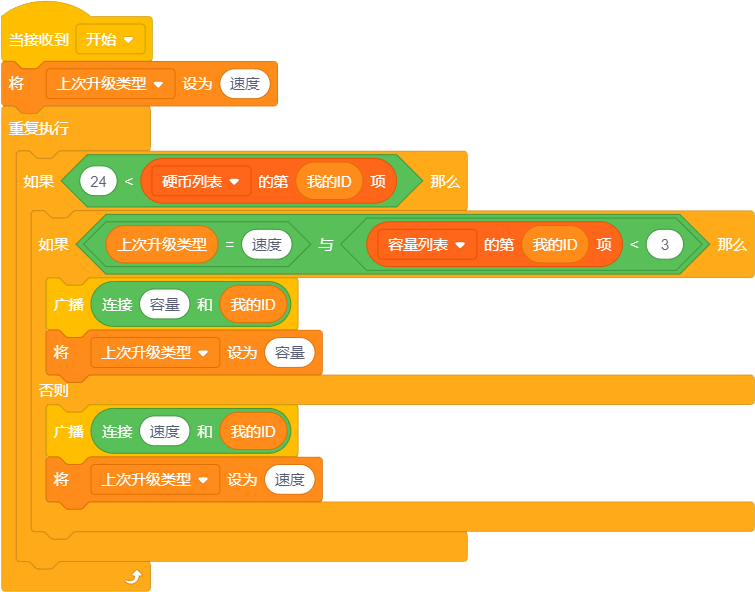 当接收到 开始
将 上次升级类型 设为 速度
重复执行
如果 24 < 硬币列表 的第 我的ID 项 那么
如果 上次升级类型 = 速度 与 容量列表 的第 我的ID 项 < 3 那么
广播 连接 容量 和 我的ID
将 上次升级类型 设为 容量
否则
广播 连接 速度 和 我的ID
将 上次升级类型 设为 速度